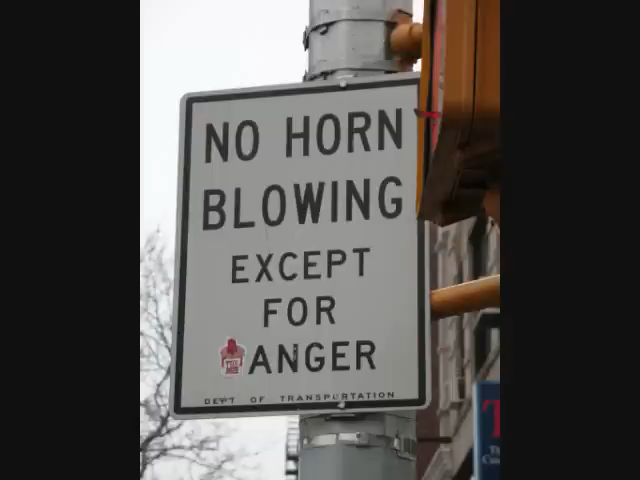 NO HORN
BLOWING
EXCEPT
FOR
ANGER
DEPT OF TRANSPORTATION